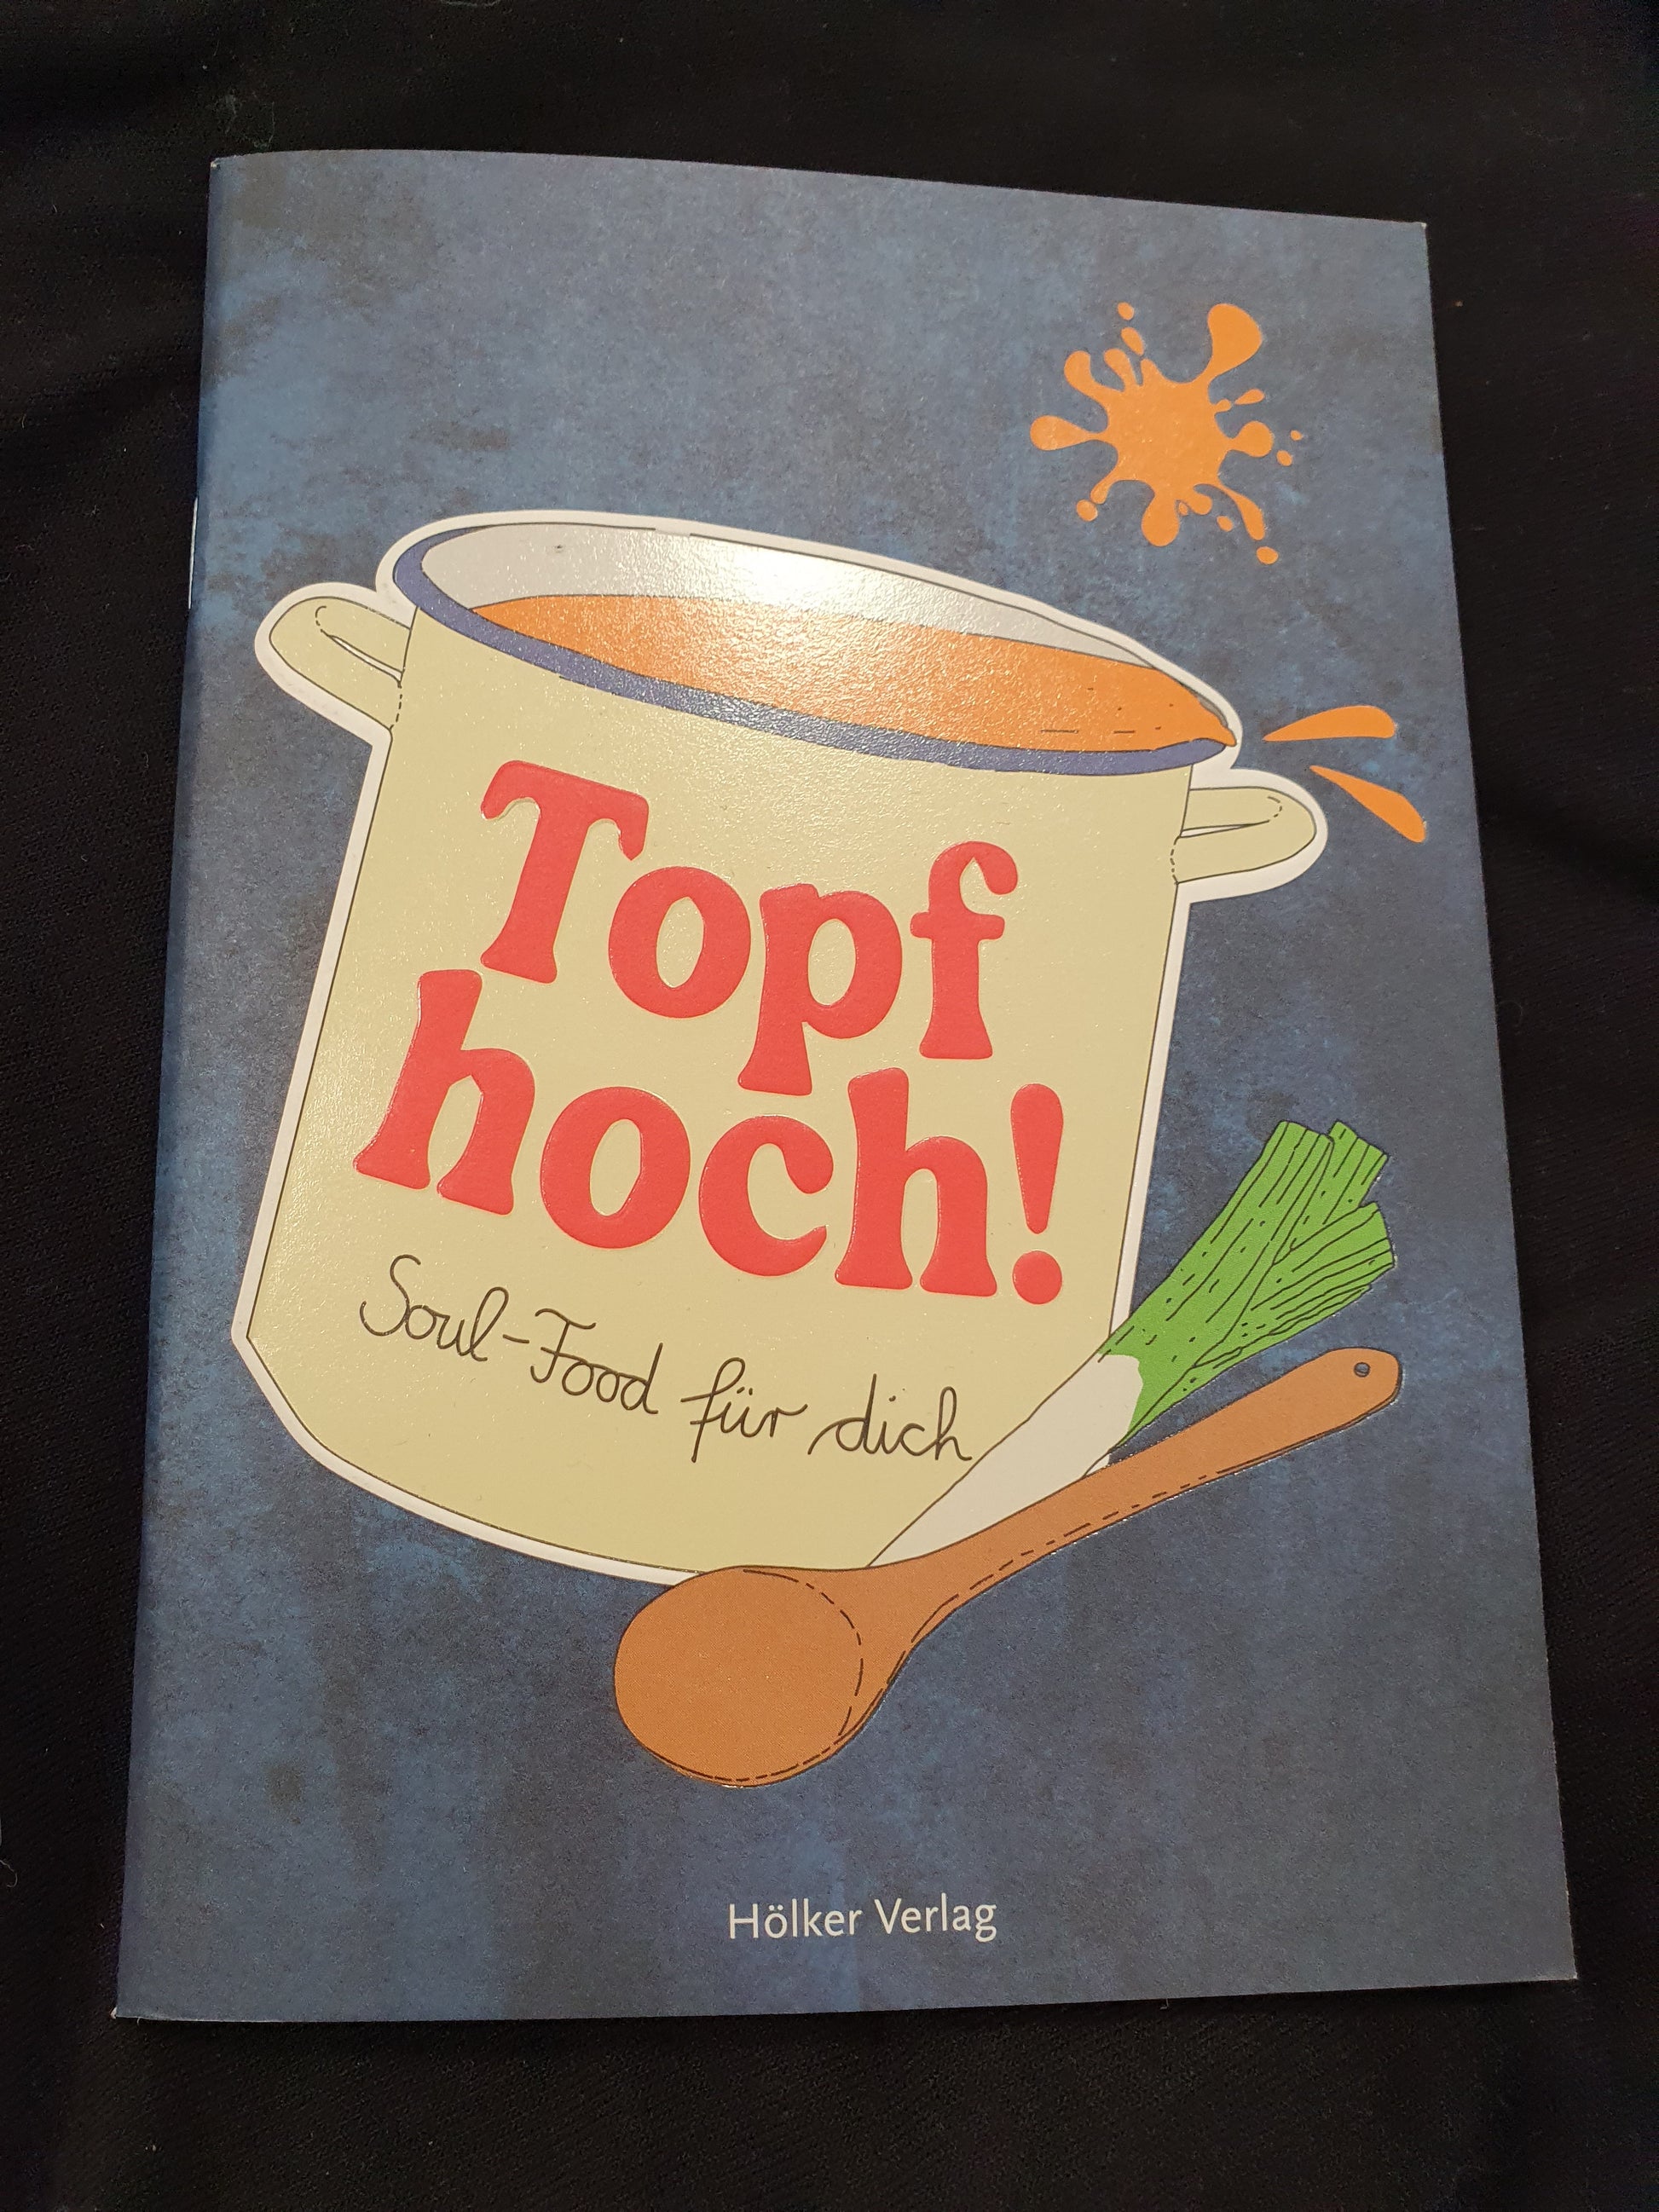 Topf
hoch!
Soul-Food für dich
Hölker Verlag